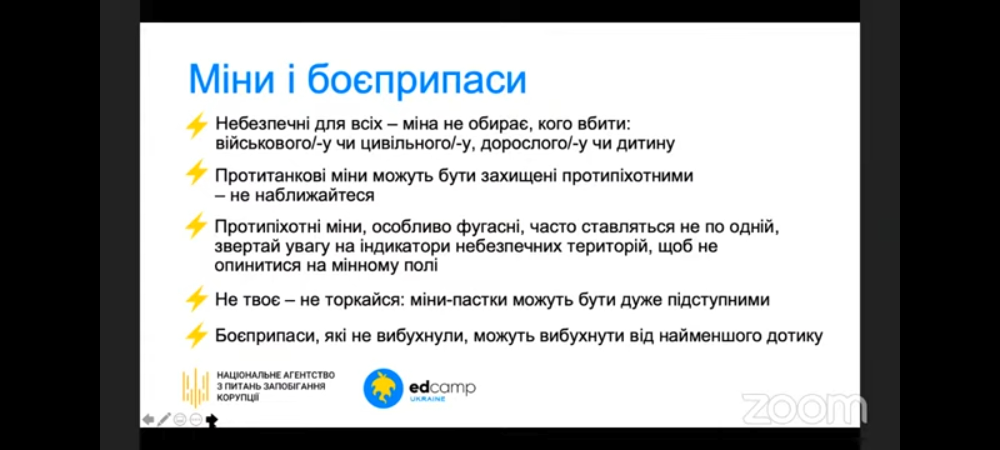 Міни і боєприпаси
Небезпечні для всіх – міна не обирає, кого вбити:
військового/-у чи цивільного/-у, дорослого/-у чи дитину
Протитанкові міни можуть бути захищені протипіхотними
– не наближайтеся
Протипіхотні міни, особливо фугасні, часто ставляться не по одній,
звертай увагу на індикатори небезпечних територій, щоб не
опинитися на мінному полі
Не твоє – не торкайся: міни-пастки можуть бути дуже підступними
Боєприпаси, які не вибухнули, можуть вибухнути від найменшого дотику
НАЦІОНАЛЬНЕ АГЕНТСТВО
З ПИТАНЬ ЗАПОБІГАННЯ
КОРУПЦІЇ
edcamp
UKRAINE
zoom